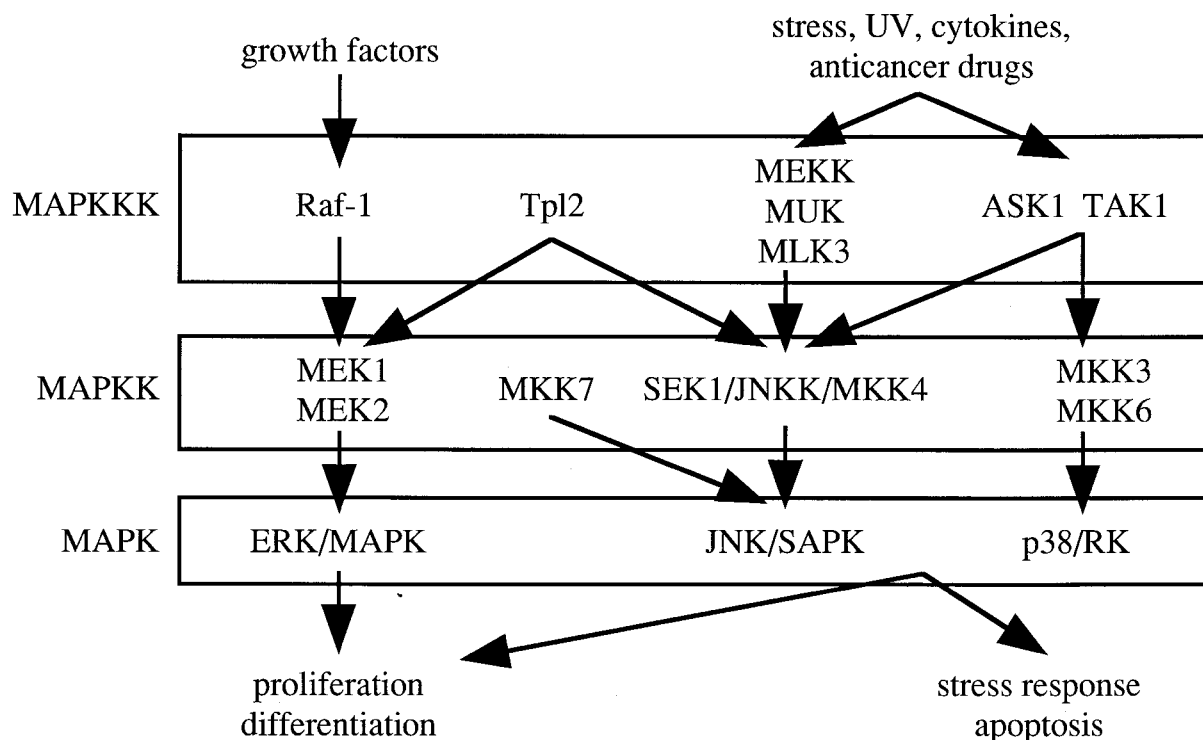 growth factors
stress, UV, cytokines,
anticancer drugs
MAPKKK
Raf-1
Tpl2
MEKK
MUK
MLK3
ASK1 TAK1
MAPKK
MEK1
MEK2
MKK7
SEK1/JNKK/MKK4
MKK3
MKK6
MAPK
ERK/MAPK
JNK/SAPK
p38/RK
proliferation
differentiation
stress response
apoptosis